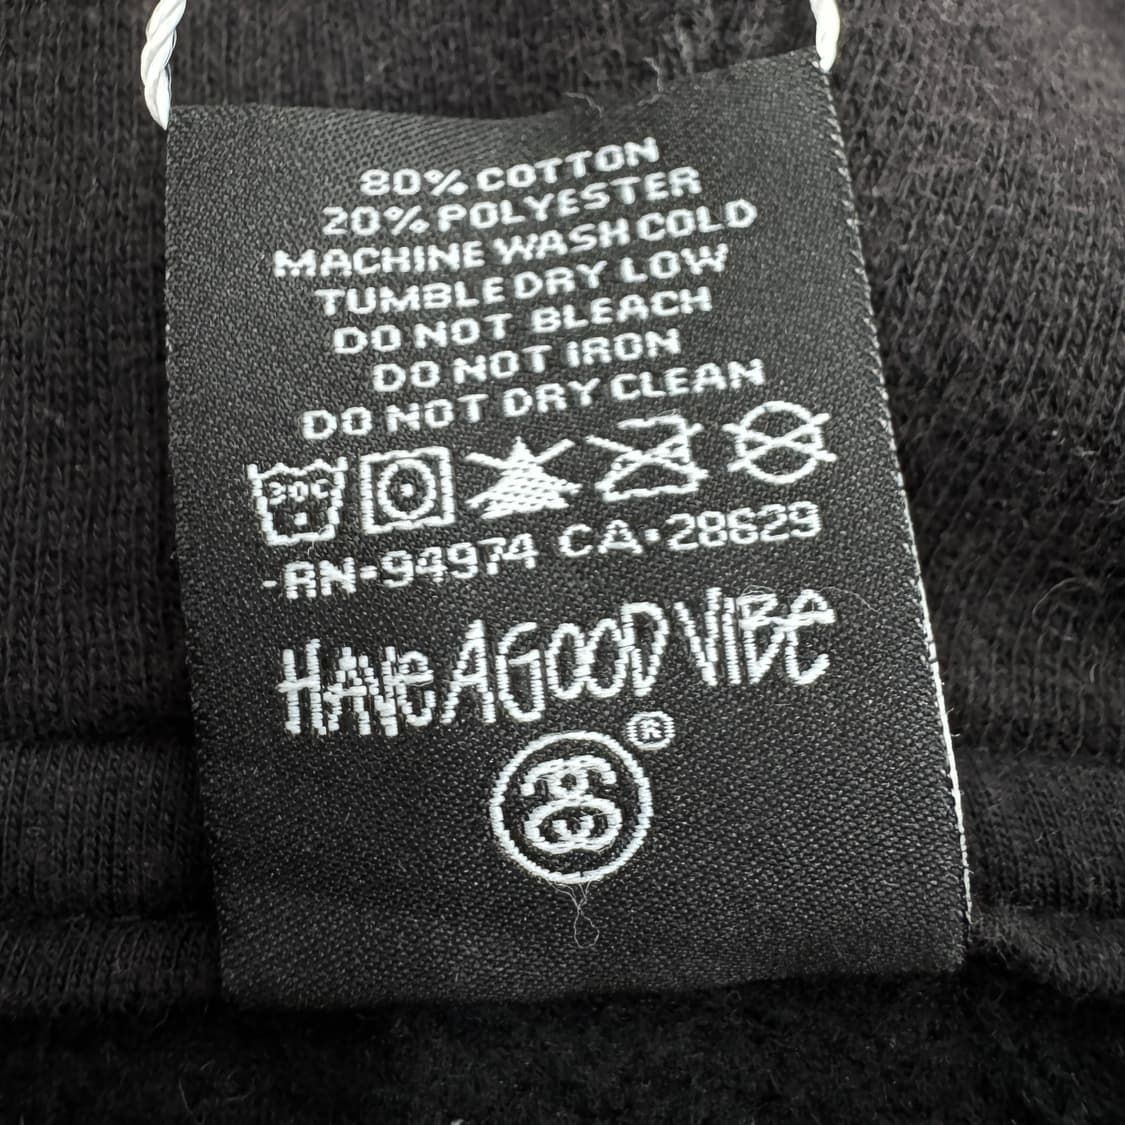 80% COTTON
20% POLYESTER
MACHINE WASH COLD
TUMBLE DRY LOW
DO NOT BLEACH
DO NOT IRON
DO NOT DRY CLEAN
30C
-RN-94974 CA•28629
HAVE A GOOD VIBE
®